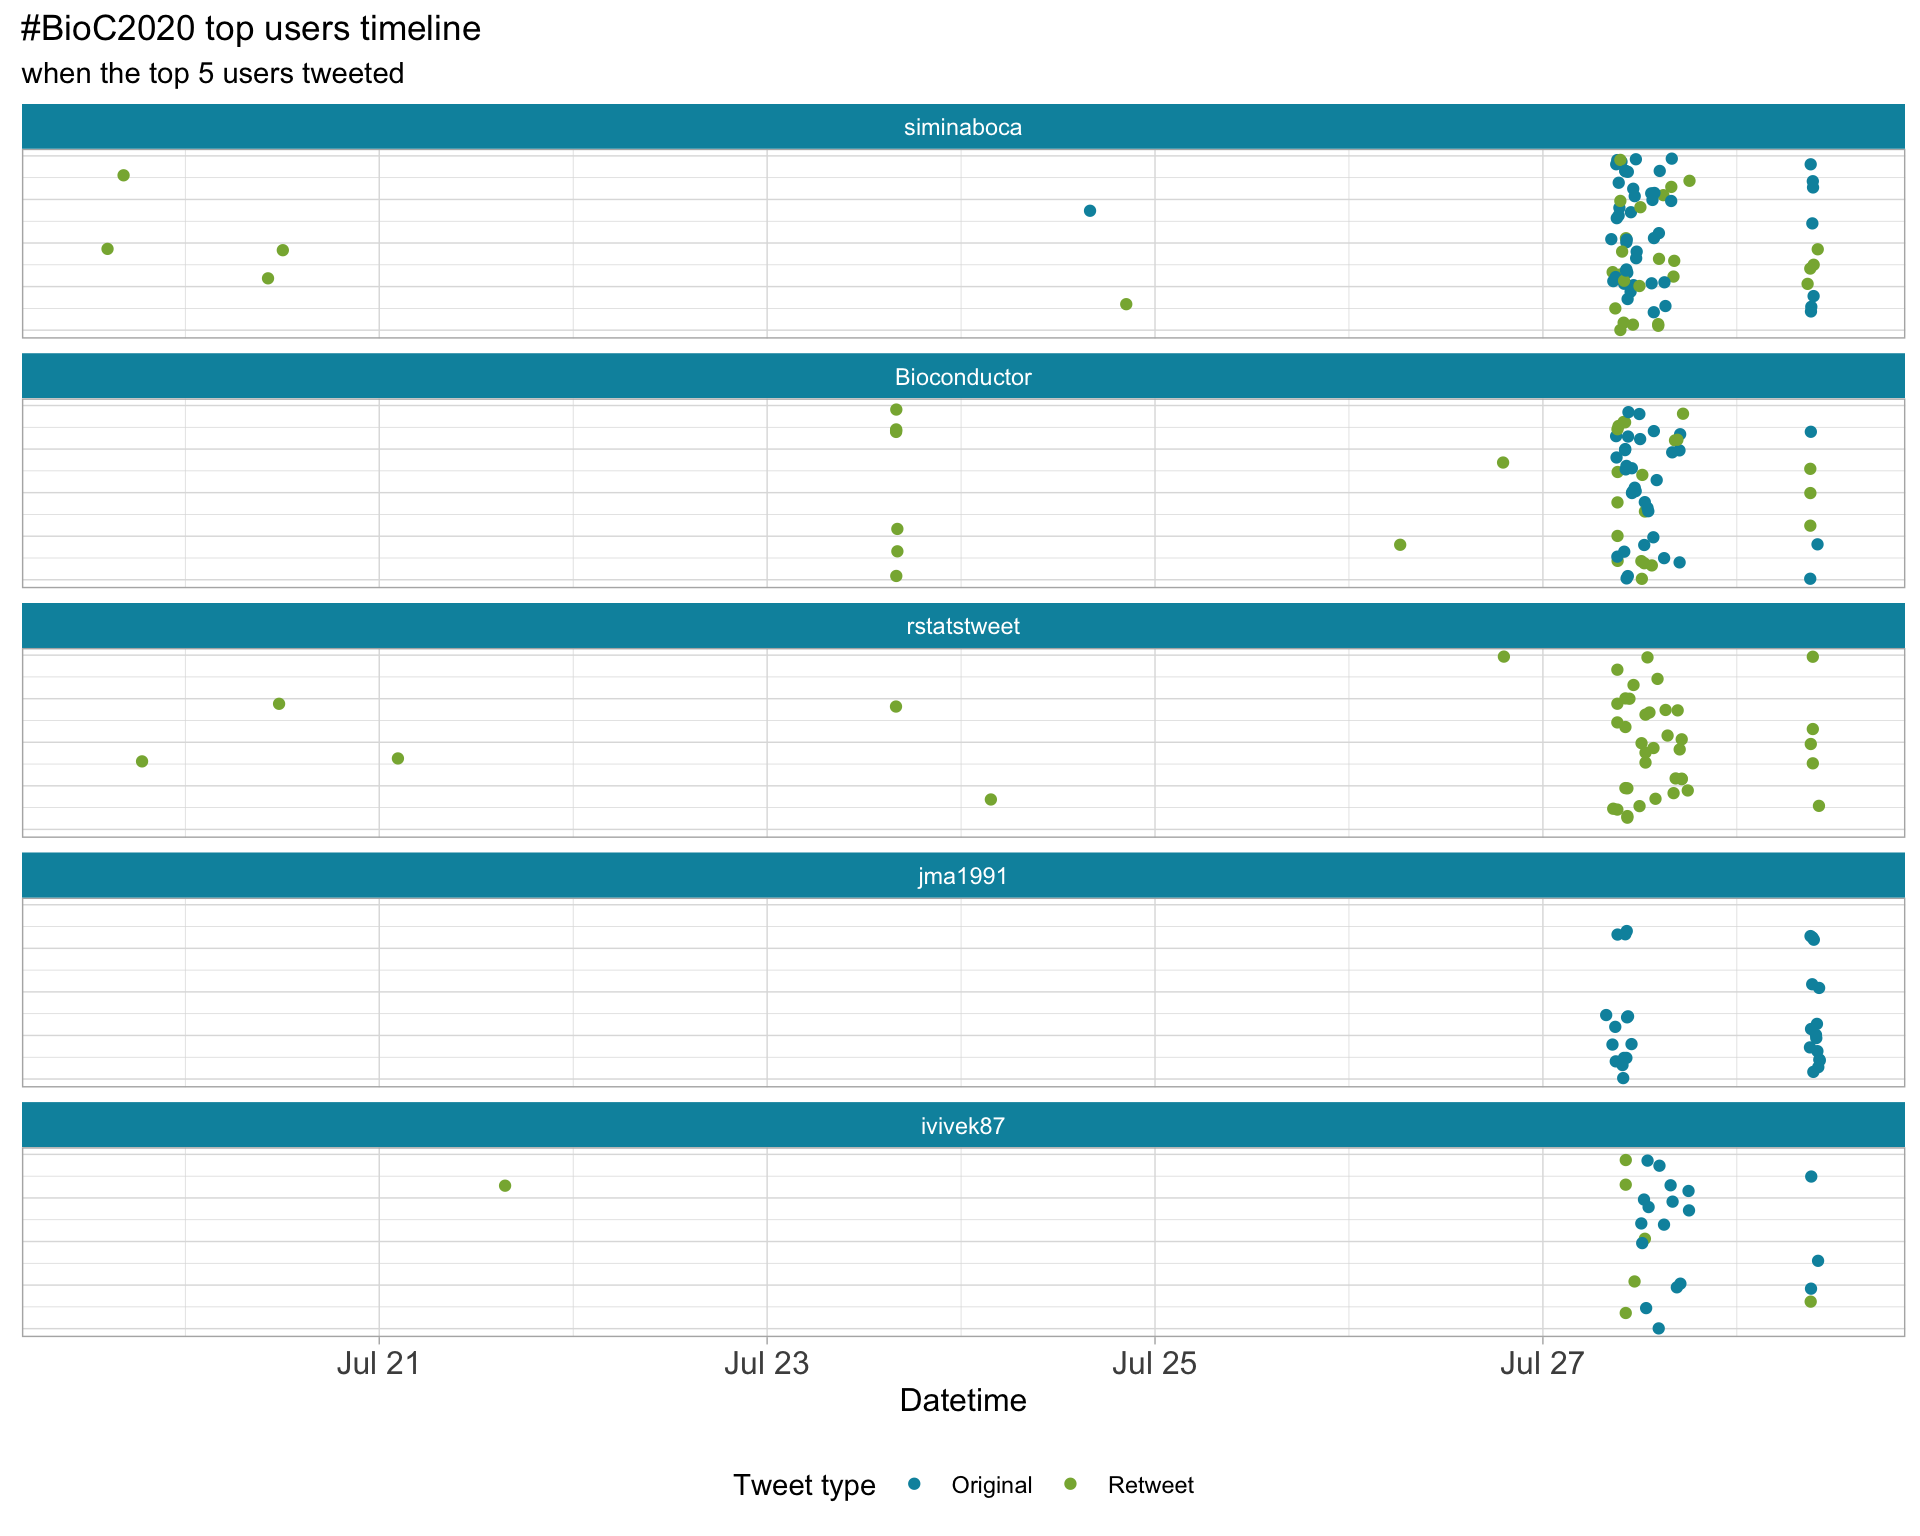 #BioC2020 top users timeline
when the top 5 users tweeted
siminaboca
Bioconductor
rstatstweet
jma1991
ivivek87
Jul 21 Jul 23 Jul 25 Jul 27
Datetime
Tweet type Original Retweet